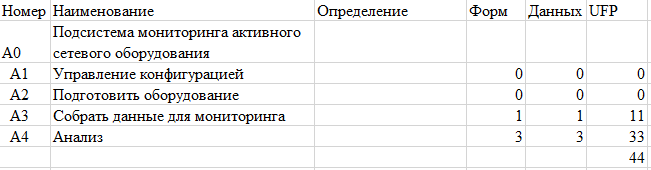 Номер Наименование Определение Форм Данных UFP
Подсистема мониторинга активного
A0 сетевого оборудования
A1 Управление конфигурацией 0 0 0
A2 Подготовить оборудование 0 0 0
A3 Собрать данные для мониторинга 1 1 11
A4 Анализ 3 3 33
44